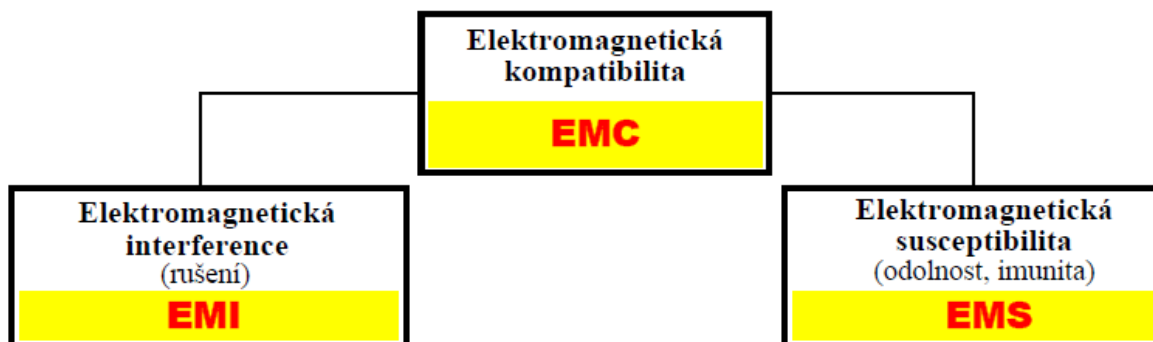 Elektromagnetická
kompatibilita
EMC
Elektromagnetická
interference
(rušení)
EMI
Elektromagnetická
susceptibilita
(odolnost, imunita)
EMS